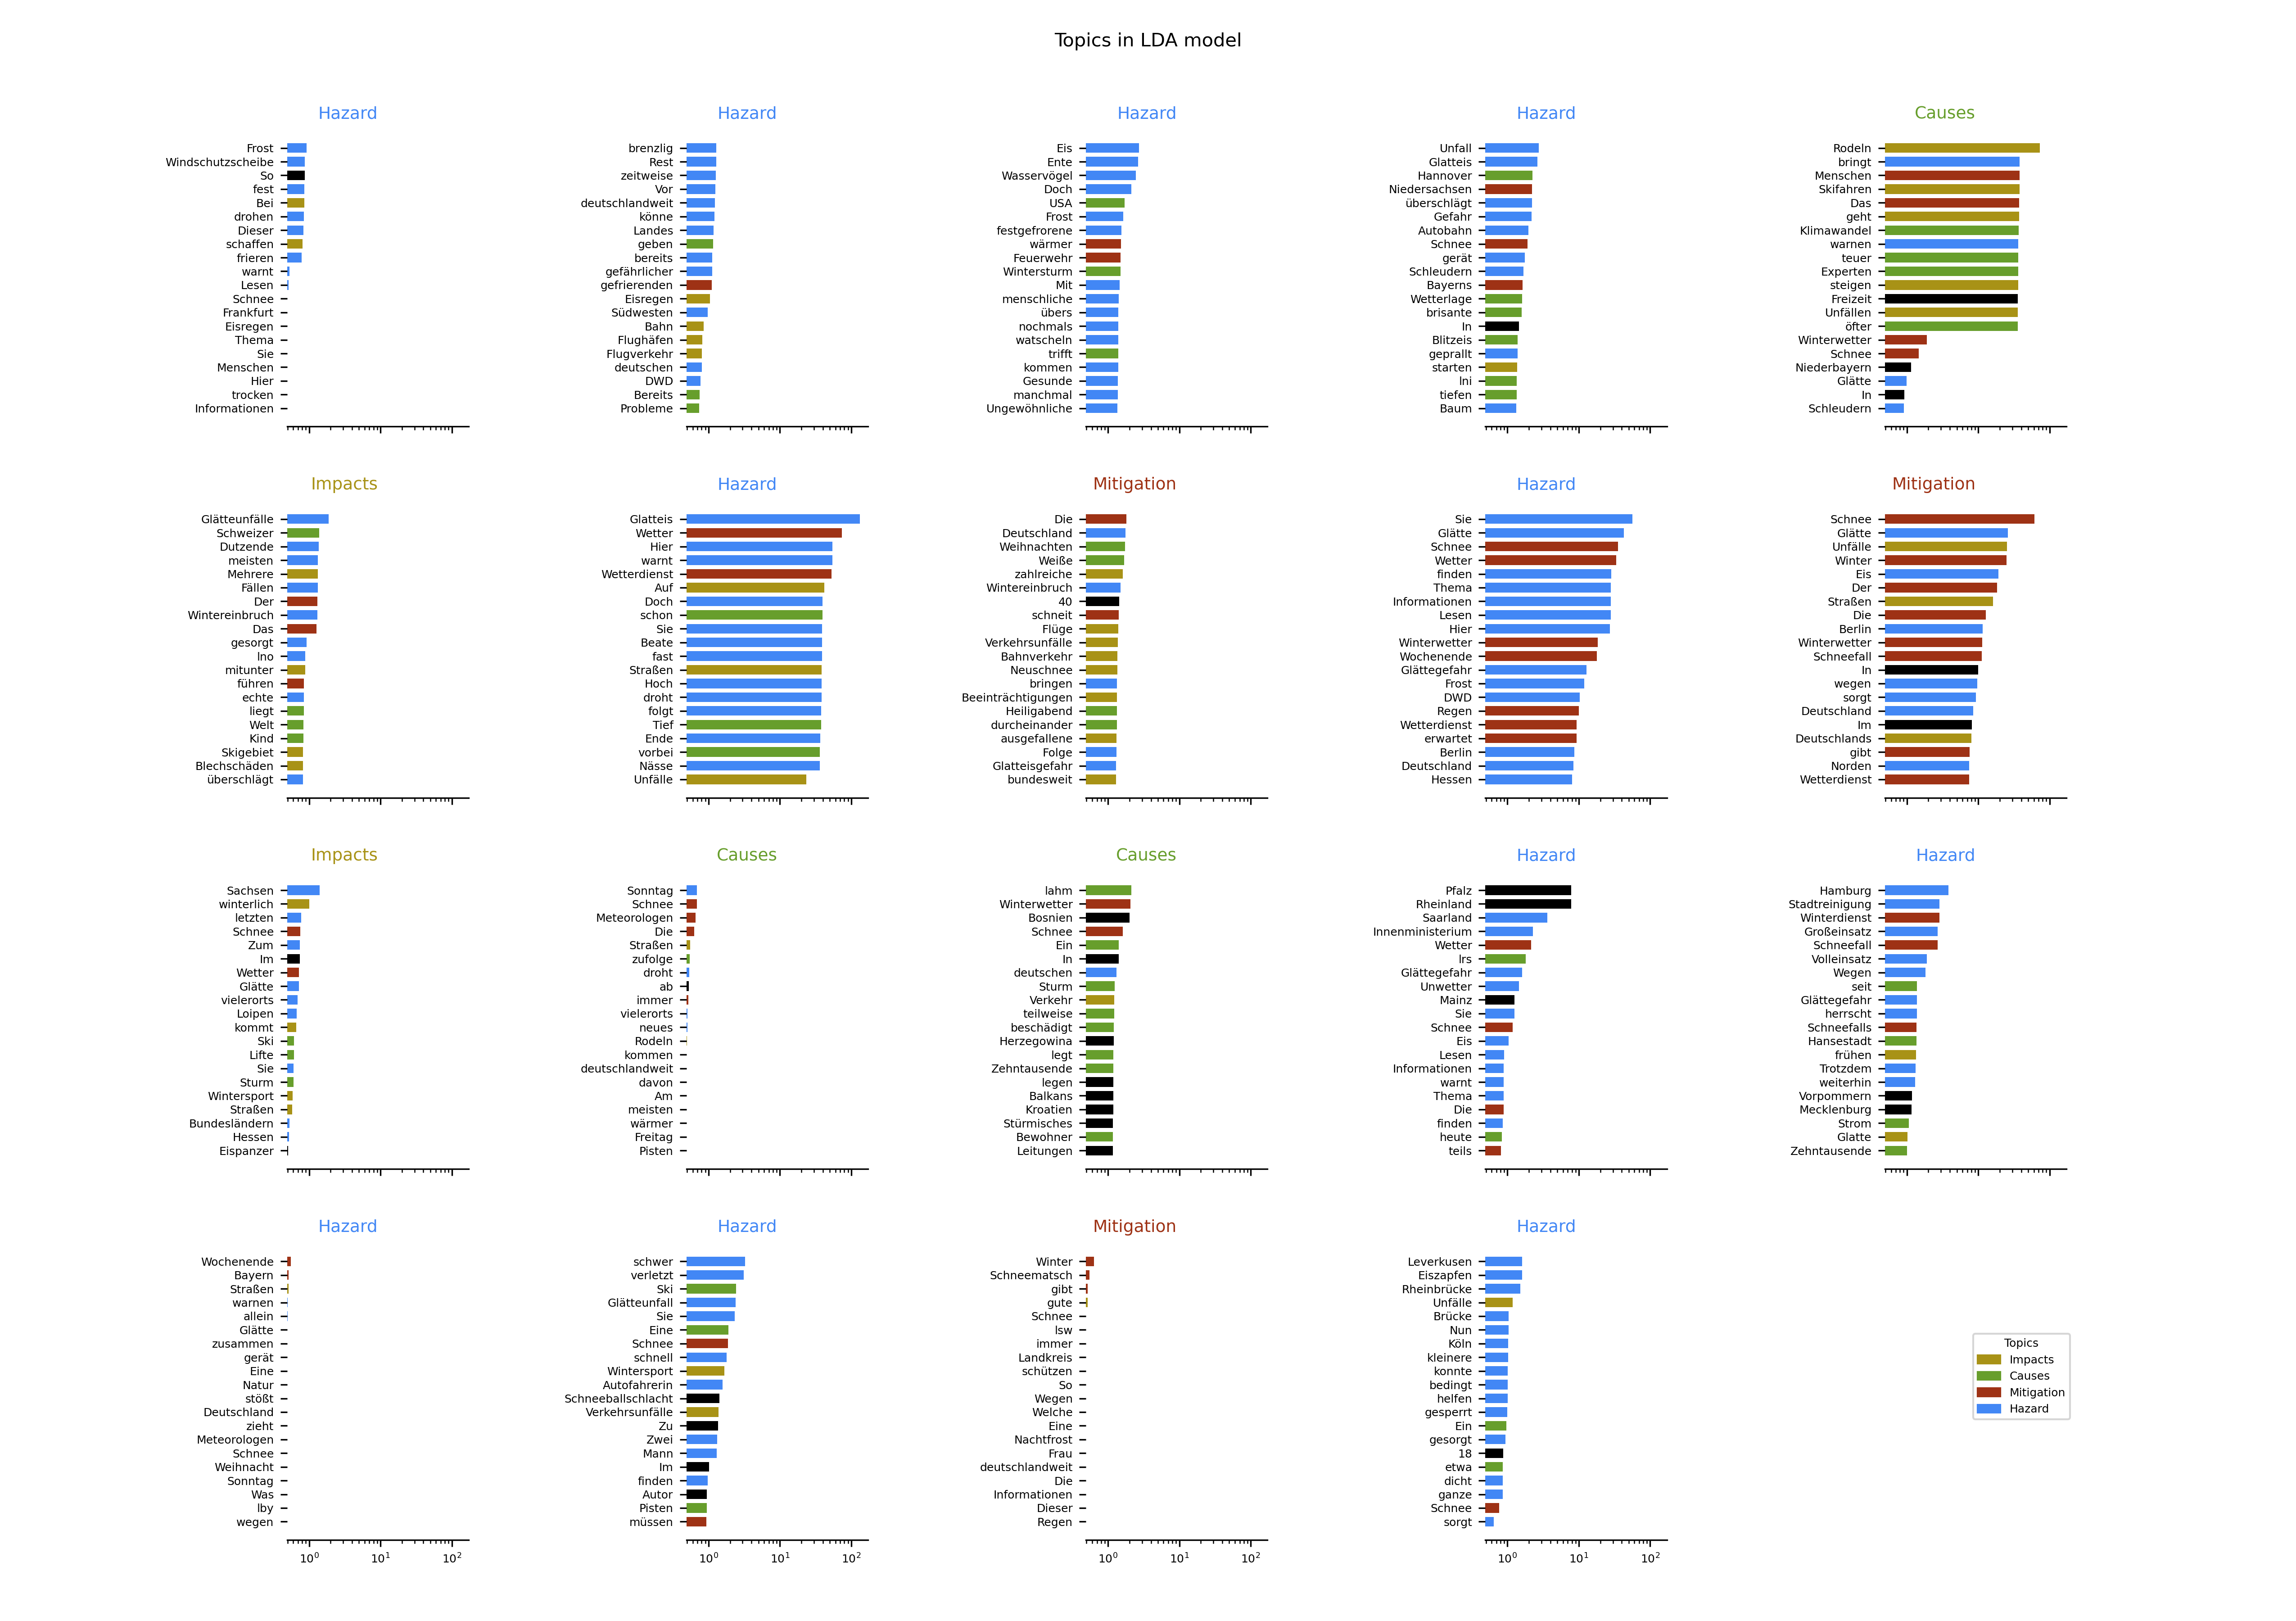 Topics in LDA model
Hazard
Frost
Windschutzscheibe
So
fest
Bei
drohen
Dieser
schaffen
frieren
warnt
Lesen
Schnee
Frankfurt
Eisregen
Thema
Sie
Menschen
Hier
trocken
Informationen
Hazard
brenzlig
Rest
zeitweise
Vor
deutschlandweit
könne
Landes
geben
bereits
gefährlicher
gefrierenden
Eisregen
Südwesten
Bahn
Flughäfen
Flugverkehr
deutschen
DWD
Bereits
Probleme
Hazard
Eis
Ente
Wasservögel
Doch
USA
Frost
festgefrorene
wärmer
Feuerwehr
Wintersturm
Mit
menschliche
übers
nochmals
watscheln
trifft
kommen
Gesunde
manchmal
Ungewöhnliche
Hazard
Unfall
Glatteis
Hannover
Niedersachsen
überschlägt
Gefahr
Autobahn
Schnee
gerät
Schleudern
Bayerns
Wetterlage
brisante
In
Blitzeis
geprallt
starten
Ini
tiefen
Baum
Causes
Rodeln
bringt
Menschen
Skifahren
Das
geht
Klimawandel
warnen
teuer
Experten
steigen
Freizeit
Unfällen
öfter
Winterwetter
Schnee
Niederbayern
Glätte
In
Schleudern
Impacts
Glätteunfälle
Schweizer
Dutzende
meisten
Mehrere
Fällen
Der
Wintereinbruch
Das
gesorgt
Ino
mitunter
führen
echte
liegt
Welt
Kind
Skigebiet
Blechschäden
überschlägt
Hazard
Glatteis
Wetter
Hier
warnt
Wetterdienst
Auf
Doch
schon
Sie
Beate
fast
Straßen
Hoch
droht
folgt
Tief
Ende
vorbei
Nässe
Unfälle
Mitigation
Die
Deutschland
Weihnachten
Weiße
zahlreiche
Wintereinbruch
40
schneit
Flüge
Verkehrsunfälle
Bahnverkehr
Neuschnee
bringen
Beeinträchtigungen
Heiligabend
durcheinander
ausgefallene
Folge
Glatteisgefahr
bundesweit
Hazard
Sie
Glätte
Schnee
Wetter
finden
Thema
Informationen
Lesen
Hier
Winterwetter
Wochenende
Glättegefahr
Frost
DWD
Regen
Wetterdienst
erwartet
Berlin
Deutschland
Hessen
Mitigation
Schnee
Glätte
Unfälle
Winter
Eis
Der
Straßen
Die
Berlin
Winterwetter
Schneefall
In
wegen
sorgt
Deutschland
Im
Deutschlands
gibt
Norden
Wetterdienst
Impacts
Sachsen
winterlich
letzten
Schnee
Zum
Im
Wetter
Glätte
vielerorts
Loipen
kommt
Ski
Lifte
Sie
Sturm
Wintersport
Straßen
Bundesländern
Hessen
Eispanzer
Causes
Sonntag
Schnee
Meteorologen
Die
Straßen
zufolge
droht
ab
immer
vielerorts
neues
Rodeln
kommen
deutschlandweit
davon
Am
meisten
wärmer
Freitag
Pisten
Causes
lahm
Winterwetter
Bosnien
Schnee
Ein
In
deutschen
Sturm
Verkehr
teilweise
beschädigt
Herzegowina
legt
Zehntausende
legen
Balkans
Kroatien
Stürmisches
Bewohner
Leitungen
Hazard
Pfalz
Rheinland
Saarland
Innenministerium
Wetter
lrs
Glättegefahr
Unwetter
Mainz
Sie
Schnee
Eis
Lesen
Informationen
warnt
Thema
Die
finden
heute
teils
Hazard
Hamburg
Stadtreinigung
Winterdienst
Großeinsatz
Schneefall
Volleinsatz
Wegen
seit
Glättegefahr
herrscht
Schneefalls
Hansestadt
frühen
Trotzdem
weiterhin
Vorpommern
Mecklenburg
Strom
Glatte
Zehntausende
Hazard
Wochenende
Bayern
Straßen
warnen
allein
Glätte
zusammen
gerät
Eine
Natur
stößt
Deutschland
zieht
Meteorologen
Schnee
Weihnacht
Sonntag
Was
lby
wegen
10⁰ 10¹ 10²
Hazard
schwer
verletzt
Ski
Glätteunfall
Sie
Eine
Schnee
schnell
Wintersport
Autofahrerin
Schneeballschlacht
Verkehrsunfälle
Zu
Zwei
Mann
Im
finden
Autor
Pisten
müssen
10⁰ 10¹ 10²
Mitigation
Winter
Schneematsch
gibt
gute
Schnee
lsw
immer
Landkreis
schützen
So
Wegen
Welche
Eine
Nachtfrost
Frau
deutschlandweit
Die
Informationen
Dieser
Regen
10⁰ 10¹ 10²
Hazard
Leverkusen
Eiszapfen
Rheinbrücke
Unfälle
Brücke
Nun
Köln
kleinere
konnte
bedingt
helfen
gesperrt
Ein
gesorgt
18
etwa
dicht
ganze
Schnee
sorgt
10⁰ 10¹ 10²
Topics
Impacts
Causes
Mitigation
Hazard